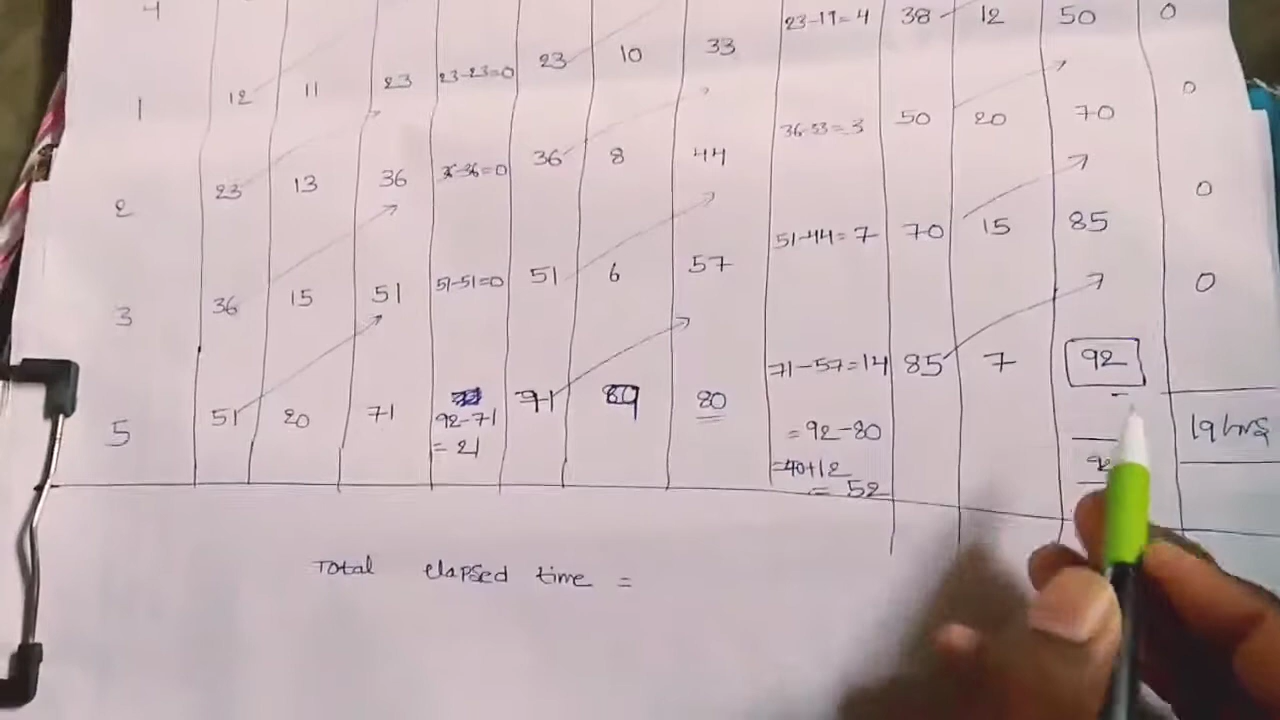 4 23-19=4 38 12 50 0
1 12 11 23 23-23=0 23 10 33 36-33=3 50 20 70 0
2 23 13 36 36-36=0 36 8 44 51-44=7 70 15 85 0
3 36 15 51 51-51=0 51 6 57 71-57=14 85 7 92 0
5 51 20 71 92-71 71 80 =92-80 19 hrs
=21 =40+12
=52
Total elapsed time =